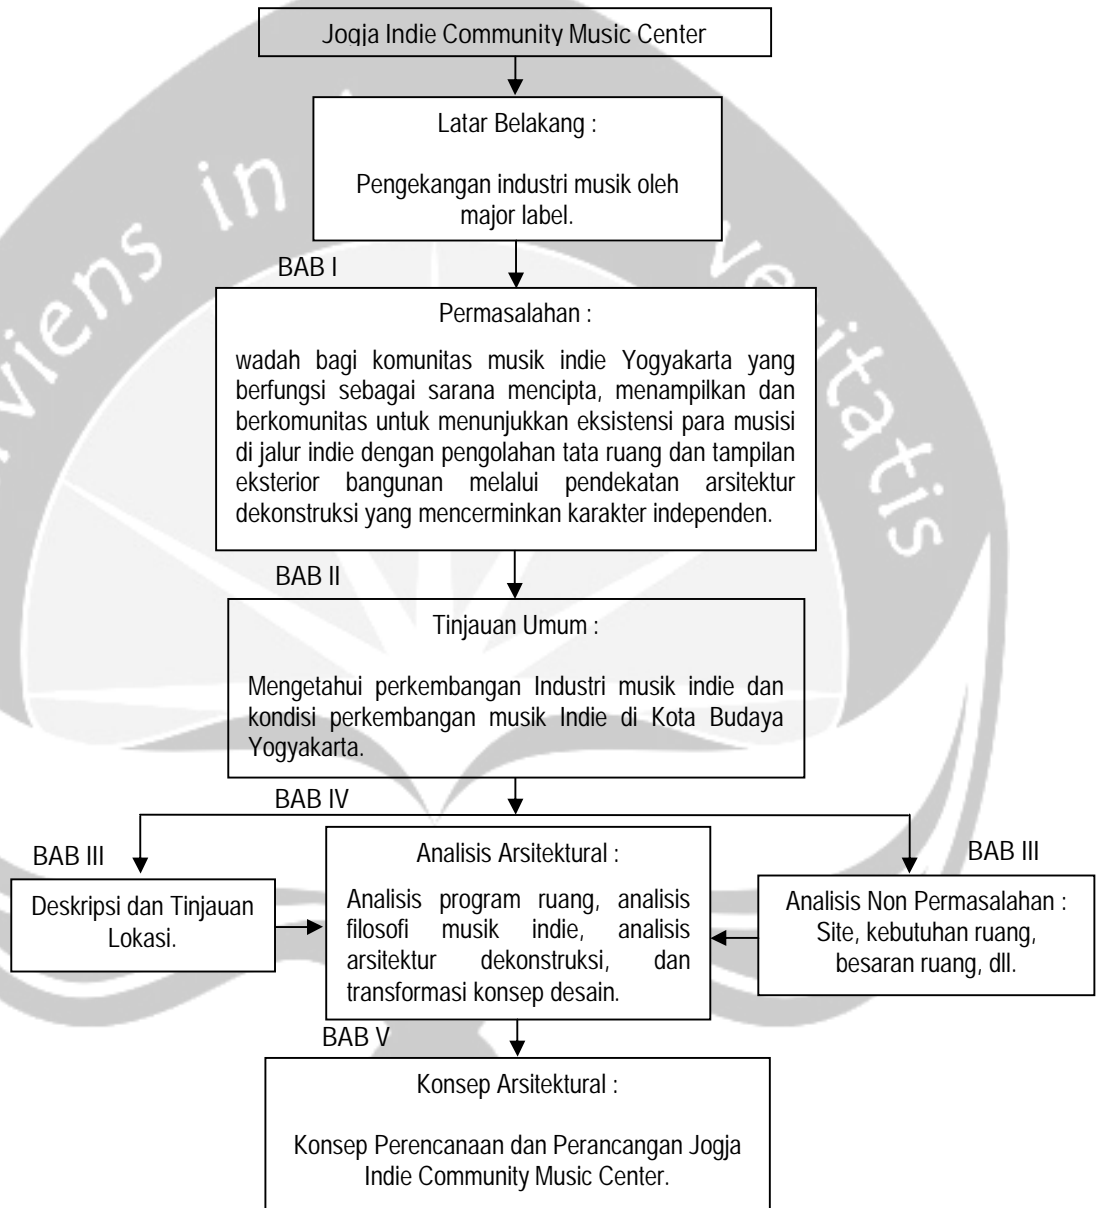 Jogja Indie Community Music Center
Latar Belakang :
Pengekangan industri musik oleh
major label.
BAB I
Permasalahan :
wadah bagi komunitas musik indie Yogyakarta yang
berfungsi sebagai sarana mencipta, menampilkan dan
berkomunitas untuk menunjukkan eksistensi para musisi
di jalur indie dengan pengolahan tata ruang dan tampilan
eksterior bangunan melalui pendekatan arsitektur
dekonstruksi yang mencerminkan karakter independen.
BAB II
Tinjauan Umum :
Mengetahui perkembangan Industri musik indie dan
kondisi perkembangan musik Indie di Kota Budaya
Yogyakarta.
BAB IV
BAB III
Deskripsi dan Tinjauan
Lokasi.
Analisis Arsitektural :
Analisis program ruang, analisis
filosofi musik indie, analisis
arsitektur dekonstruksi, dan
transformasi konsep desain.
BAB III
Analisis Non Permasalahan :
Site, kebutuhan ruang,
besaran ruang, dll.
BAB V
Konsep Arsitektural :
Konsep Perencanaan dan Perancangan Jogja
Indie Community Music Center.
viens in